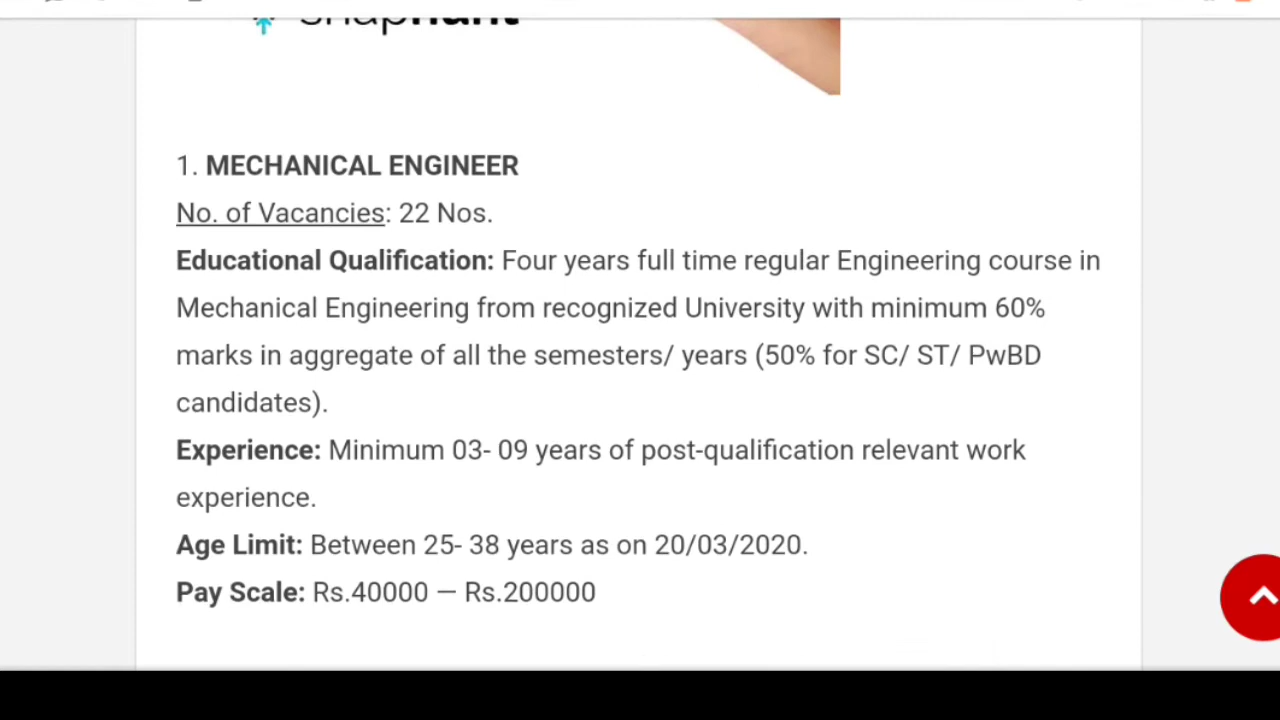 snaphunt
1. MECHANICAL ENGINEER
No. of Vacancies: 22 Nos.
Educational Qualification: Four years full time regular Engineering course in
Mechanical Engineering from recognized University with minimum 60%
marks in aggregate of all the semesters/ years (50% for SC/ ST/ PwBD
candidates).
Experience: Minimum 03- 09 years of post-qualification relevant work
experience.
Age Limit: Between 25- 38 years as on 20/03/2020.
Pay Scale: Rs.40000 — Rs.200000